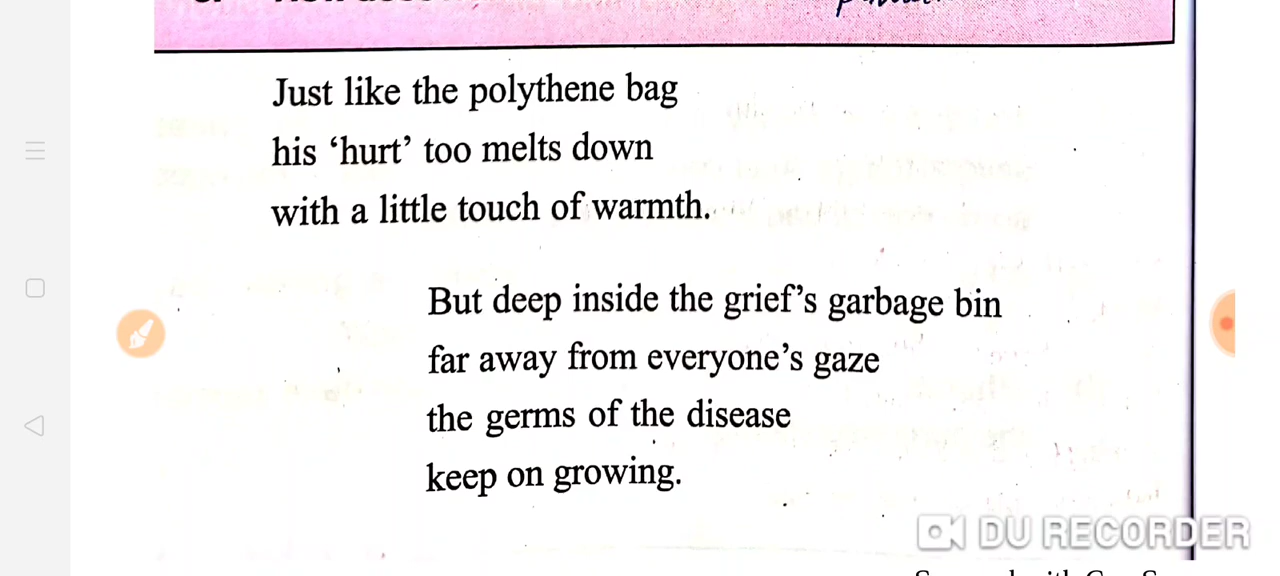 Just like the polythene bag
his ‘hurt’ too melts down
with a little touch of warmth.
But deep inside the grief’s garbage bin
far away from everyone’s gaze
the germs of the disease
keep on growing.
DU RECORDER